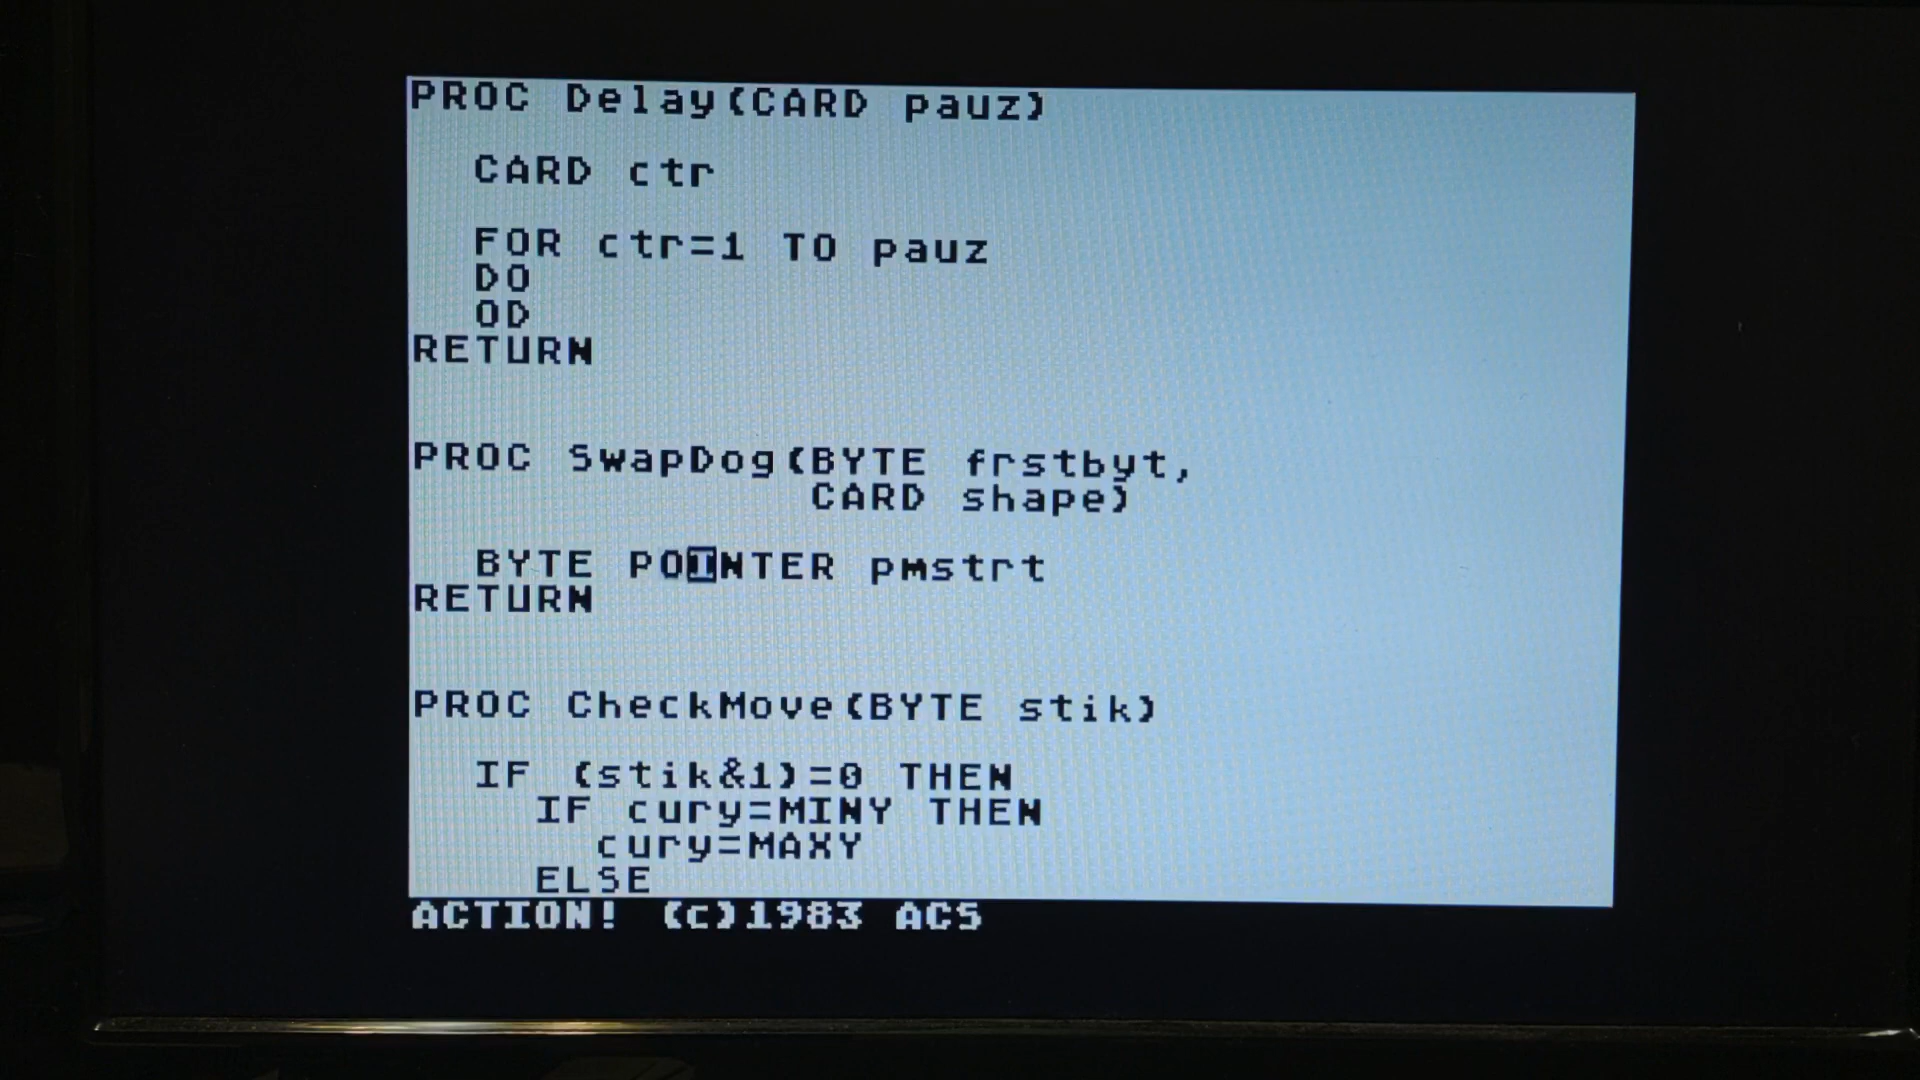 PROC Delay(CARD pauz)
CARD ctr
FOR ctr=1 TO pauz
DO
OD
RETURN
PROC SwapDog(BYTE frstbyt,
CARD shape)
BYTE POINTER pmstrt
RETURN
PROC CheckMove(BYTE stik)
IF (stik&1)=0 THEN
IF cury=MINY THEN
cury=MAXY
ELSE
ACTION! (c)1983 ACS